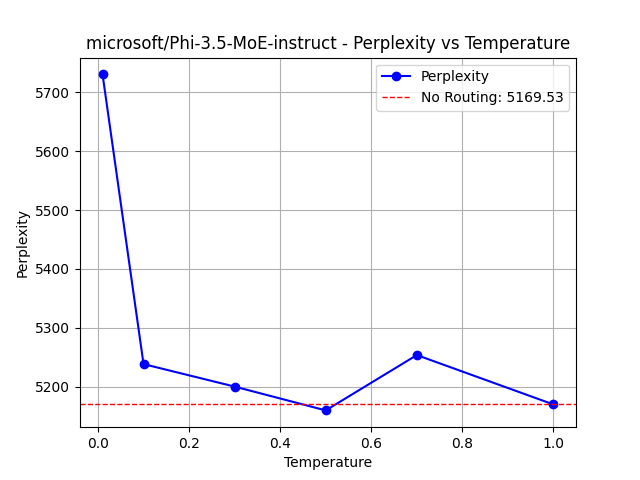 microsoft/Phi-3.5-MoE-instruct - Perplexity vs Temperature
Perplexity
No Routing: 5169.53
5700
5600
5500
5400
5300
5200
Perplexity
0.0 0.2 0.4 0.6 0.8 1.0
Temperature